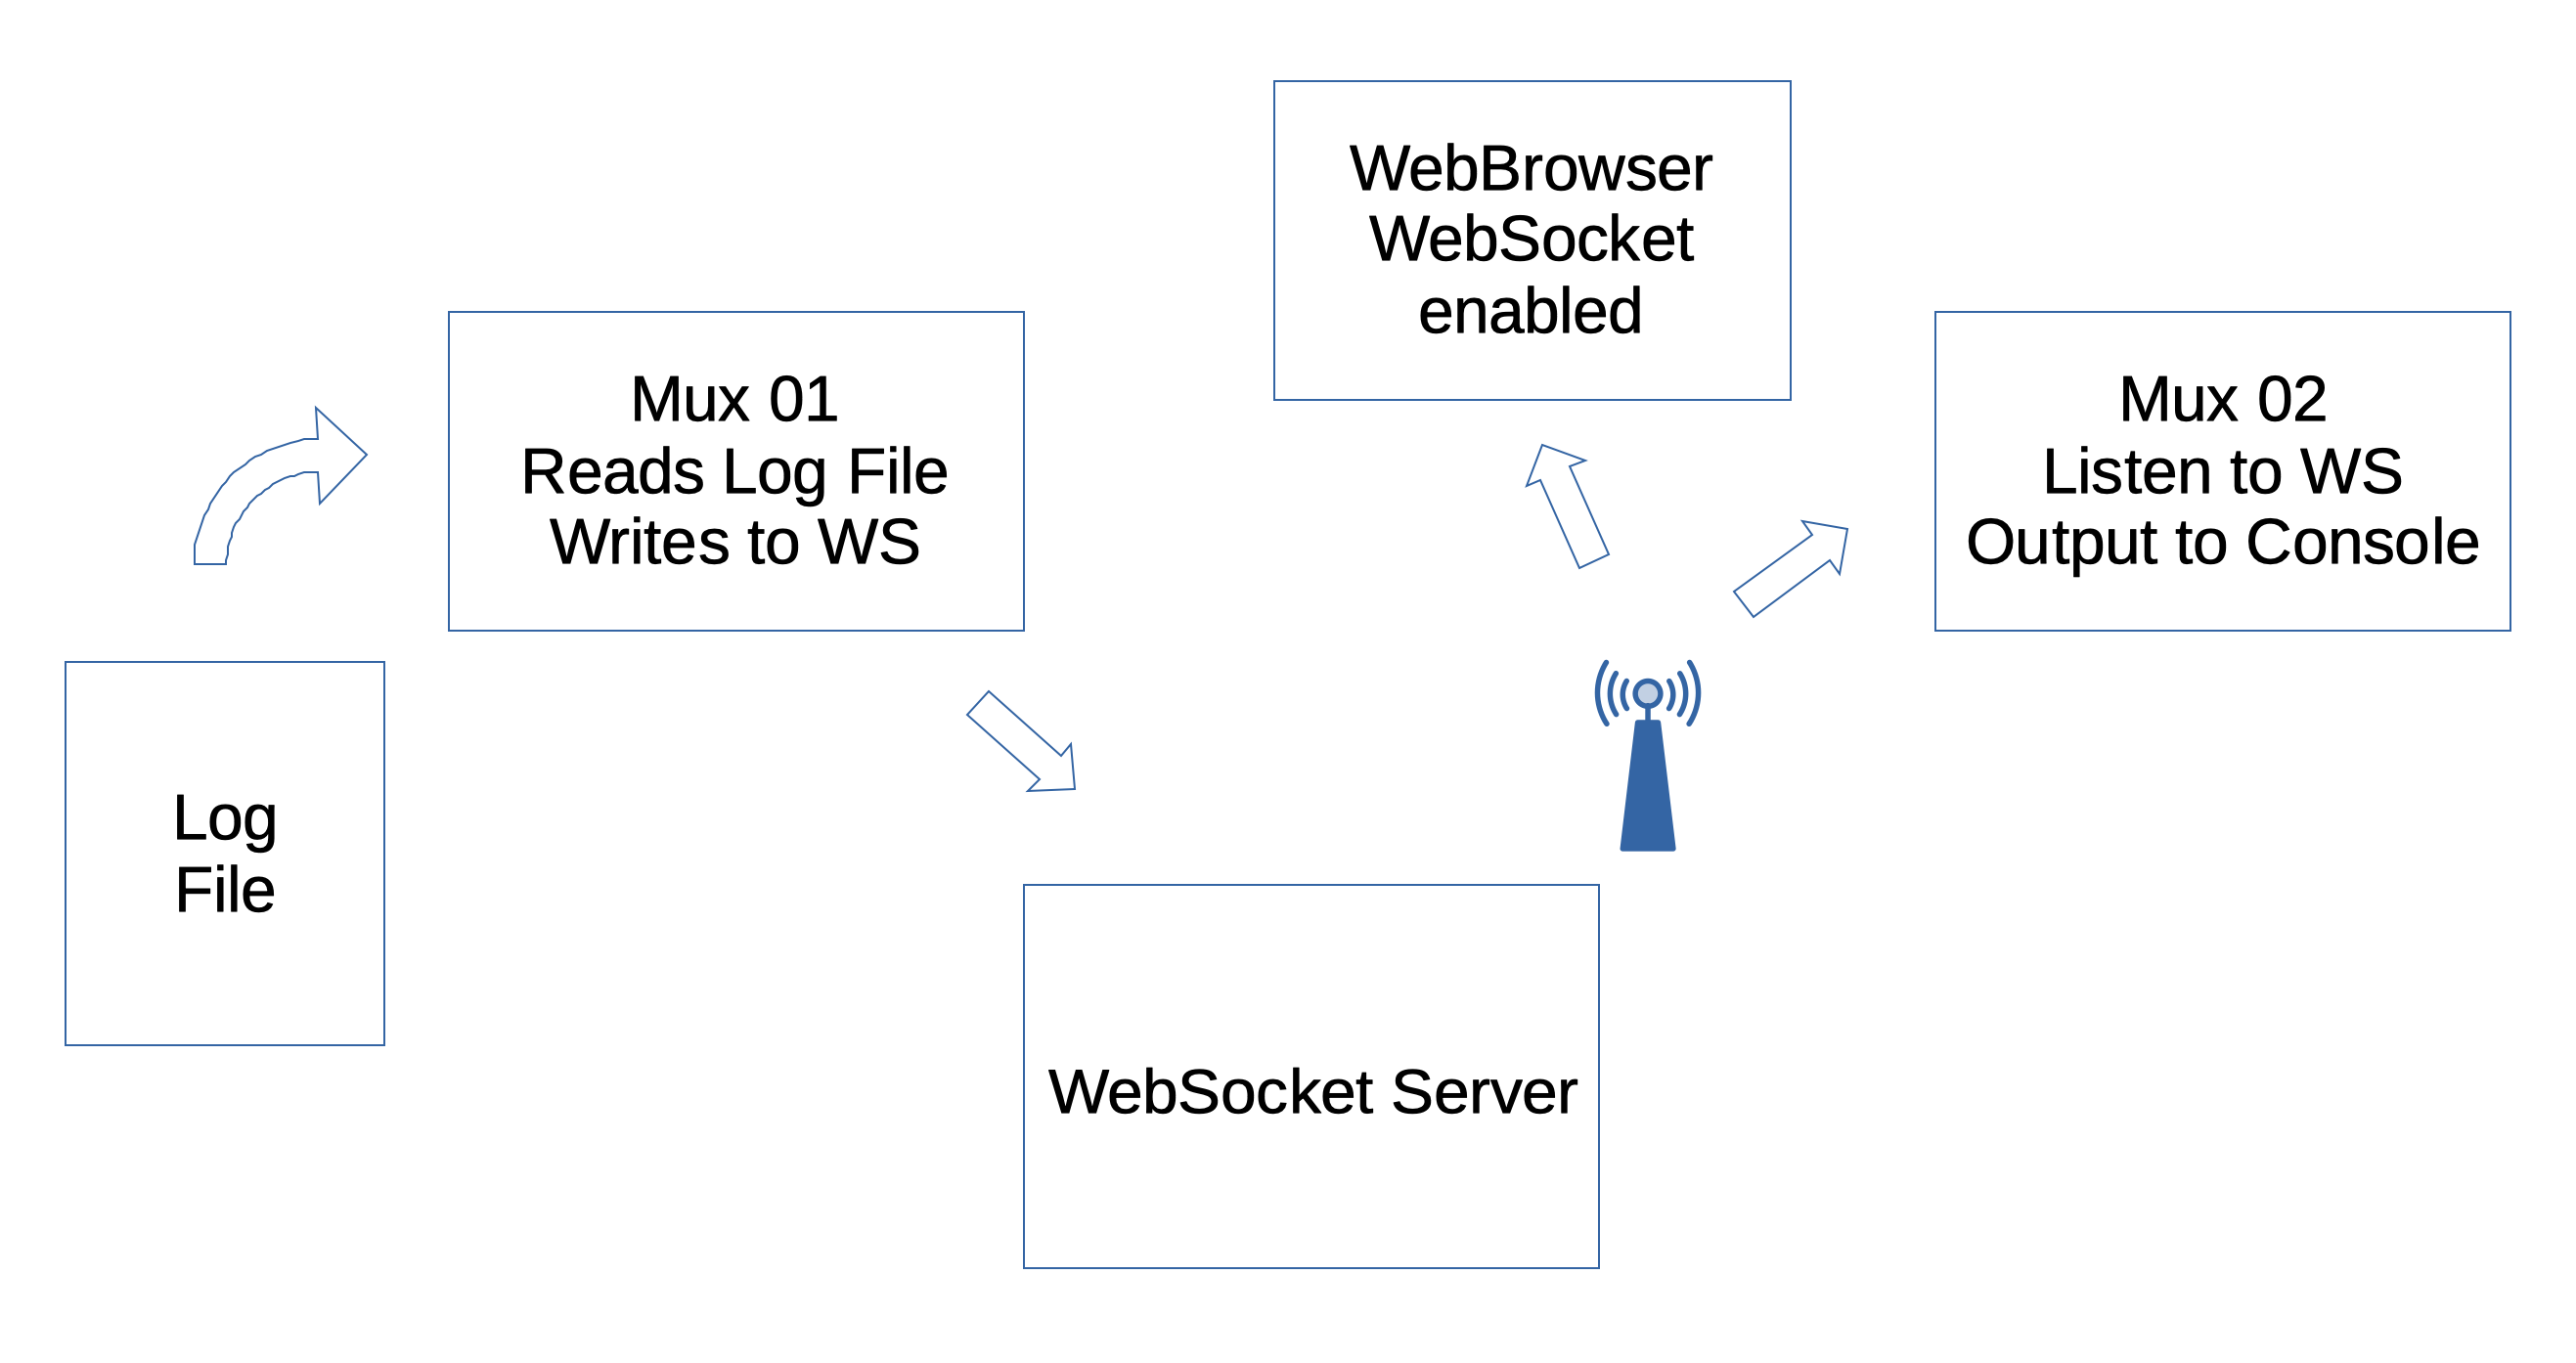 WebBrowser
WebSocket
enabled
Mux 01
Reads Log File
Writes to WS
Mux 02
Listen to WS
Output to Console
Log
File
WebSocket Server